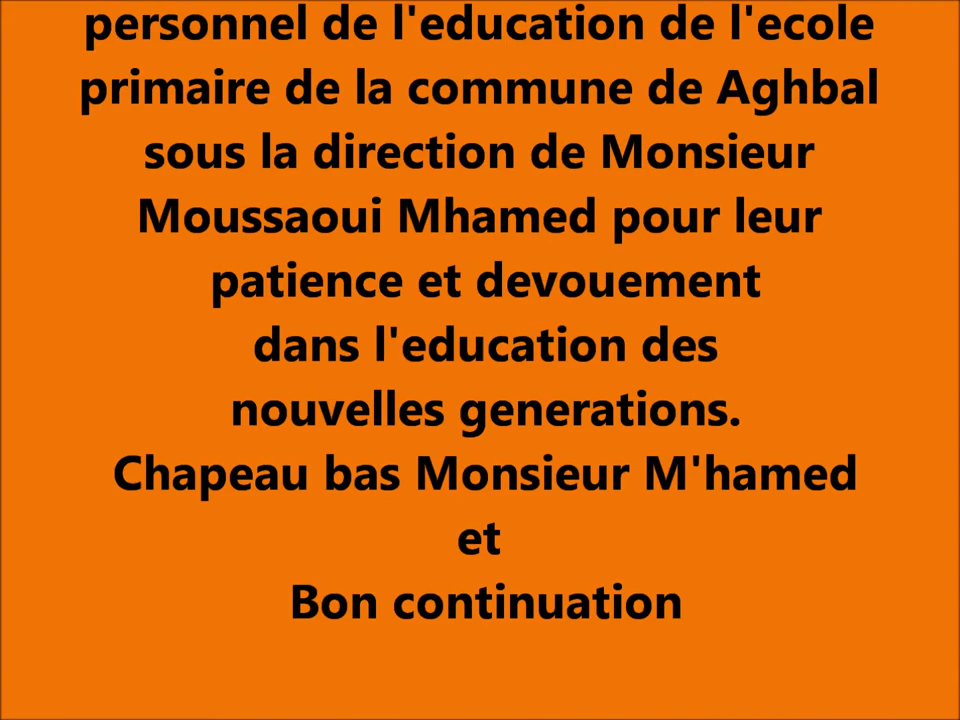 personnel de l'education de l'ecole
primaire de la commune de Aghbal
sous la direction de Monsieur
Moussaoui Mhamed pour leur
patience et devouement
dans l'education des
nouvelles generations.
Chapeau bas Monsieur M'hamed
et
Bon continuation